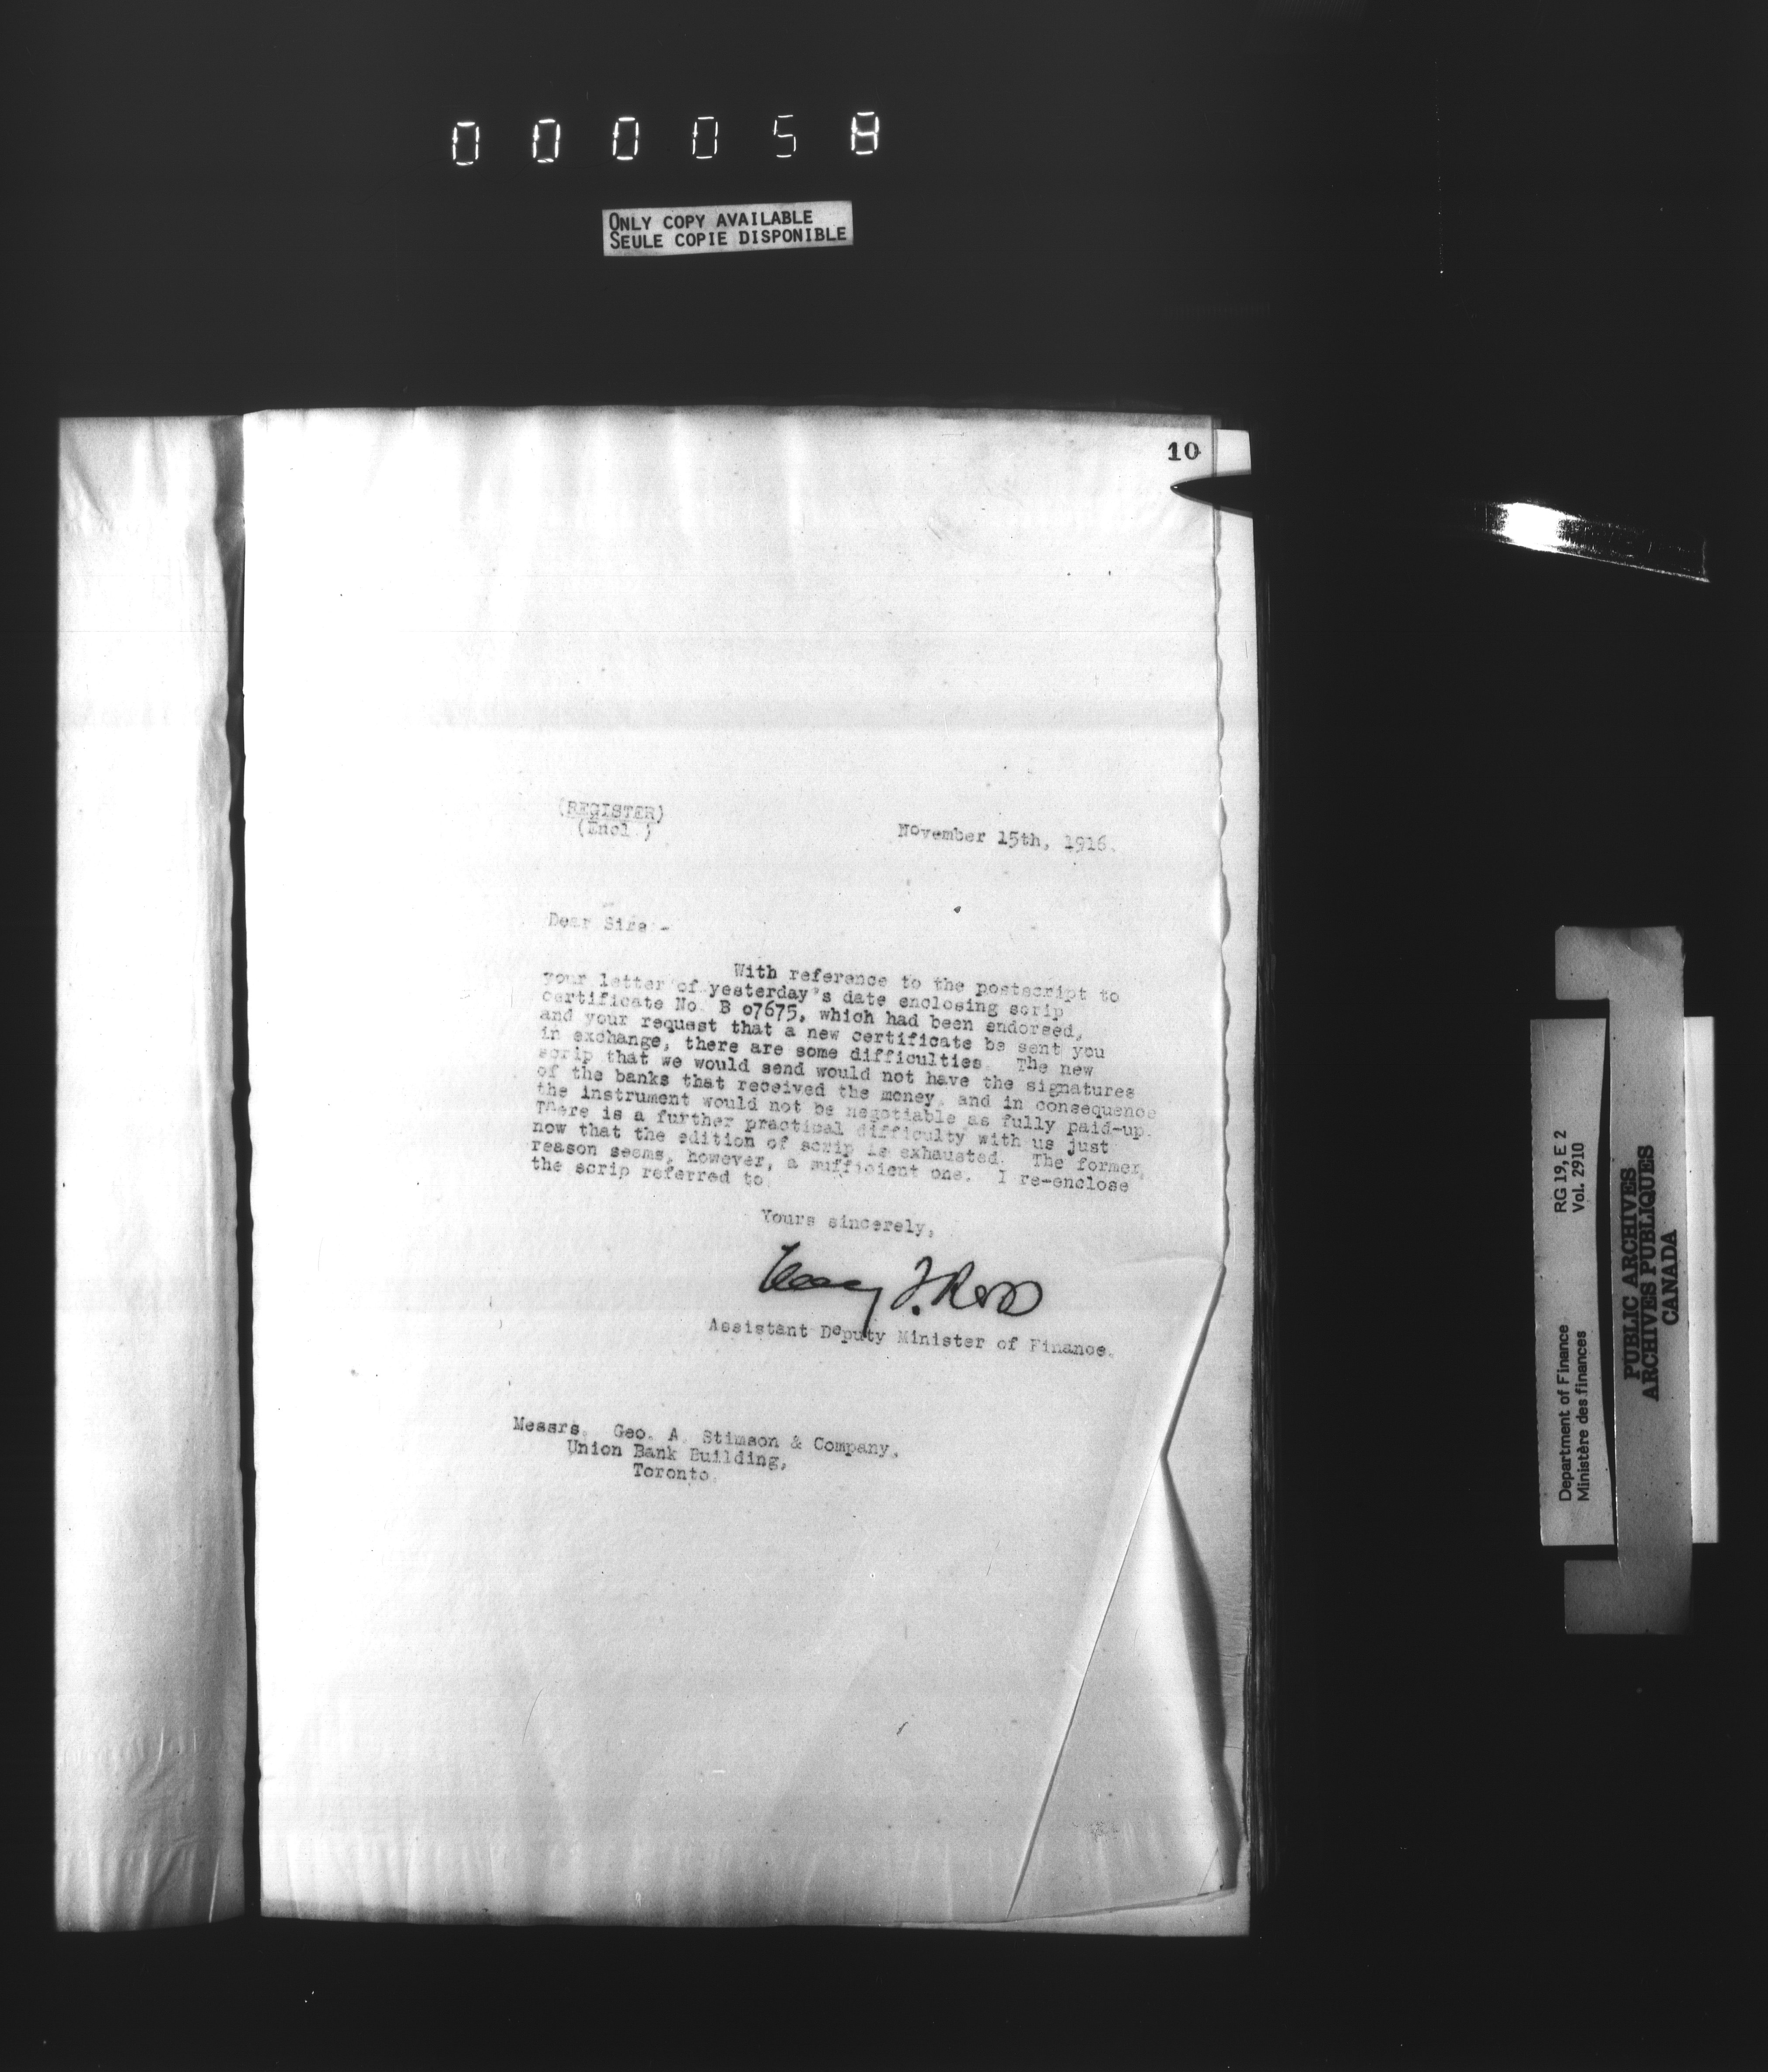 000058
ONLY COPY AVAILABLE
SEULE COPIE DISPONIBLE
10
(REGISTER)
(Encl.)
November 15th, 1916.
Dear Sirs:-
With reference to the postscript to
your letter of yesterday's date enclosing scrip
certificate No. B 07675, which had been endorsed,
and your request that a new certificate be sent you
in exchange, there are some difficulties. The new
scrip that we would send would not have the signatures
of the banks that received the money, and in consequence
the instrument would not be negotiable as fully paid-up.
There is a further practical difficulty with us just
now that the edition of scrip is exhausted. The former
reason seems, however, a sufficient one. I re-enclose
the scrip referred to.
Yours sincerely,
T. Ross
Assistant Deputy Minister of Finance.
Messrs. Geo. A. Stimson & Company,
Union Bank Building,
Toronto.
Department of Finance RG 19, E 2
Ministère des finances Vol. 2910
PUBLIC ARCHIVES
ARCHIVES PUBLIQUES
CANADA